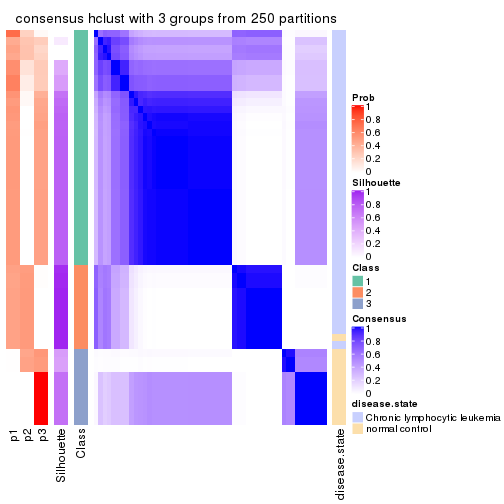 consensus hclust with 3 groups from 250 partitions
Prob
1
0.8
0.6
0.4
0.2
0
Silhouette
1
0.8
0.6
0.4
0.2
0
Class
1
2
3
Consensus
1
0.8
0.6
0.4
0.2
0
disease.state
Chronic lymphocytic leukemia
normal control
p1
p2
p3
Silhouette
Class
disease.state